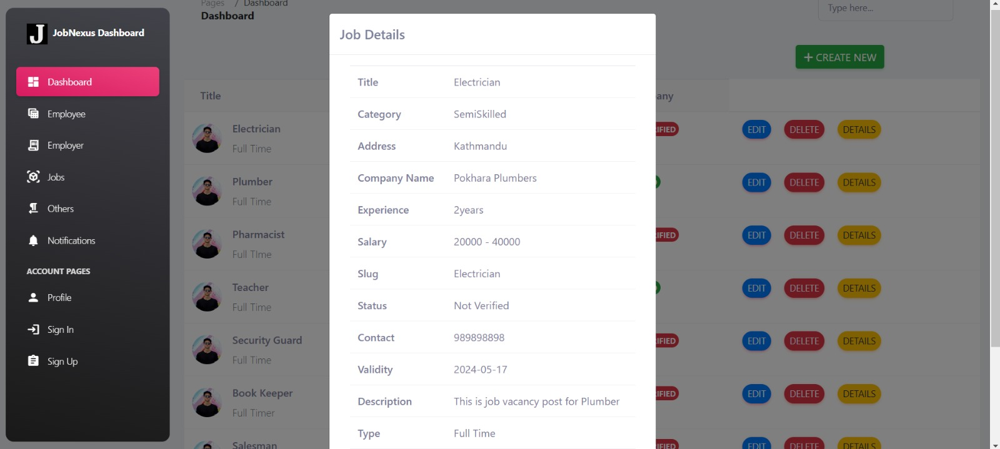 J JobNexus Dashboard
Dashboard
Employee
Employer
Jobs
Others
Notifications
ACCOUNT PAGES
Profile
Sign In
Sign Up
Pages / Dashboard
Dashboard
Type here...
+ CREATE NEW
Title
any
Electrician
Full Time
IFIED
EDIT DELETE DETAILS
Plumber
Full Time
EDIT DELETE DETAILS
Pharmacist
Full TIme
IFIED
EDIT DELETE DETAILS
Teacher
Full Time
EDIT DELETE DETAILS
Security Guard
Full Time
IFIED
EDIT DELETE DETAILS
Book Keeper
Full Timer
IFIED
EDIT DELETE DETAILS
Salesman
IFIED
EDIT DELETE DETAILS
Job Details
Title Electrician
Category SemiSkilled
Address Kathmandu
Company Name Pokhara Plumbers
Experience 2years
Salary 20000 - 40000
Slug Electrician
Status Not Verified
Contact 989898898
Validity 2024-05-17
Description This is job vacancy post for Plumber
Type Full Time